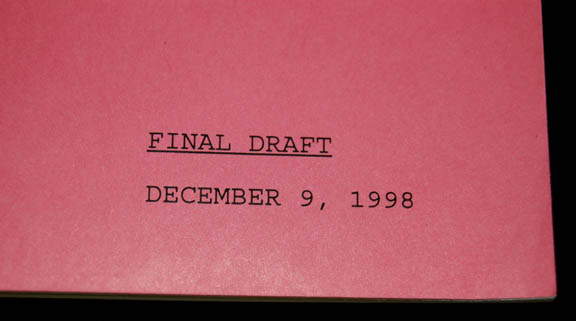 FINAL DRAFT
DECEMBER 9, 1998